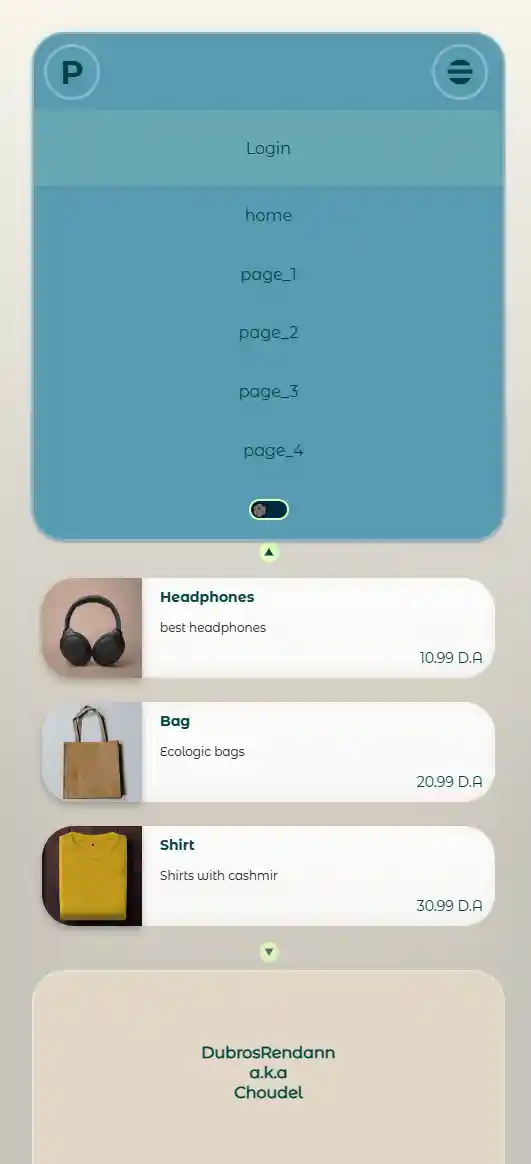 P
Login
home
page_1
page_2
page_3
page_4
Headphones
best headphones
10.99 D.A
Bag
Ecologic bags
20.99 D.A
Shirt
Shirts with cashmir
30.99 D.A
DubrosRendann
a.k.a
Choudel